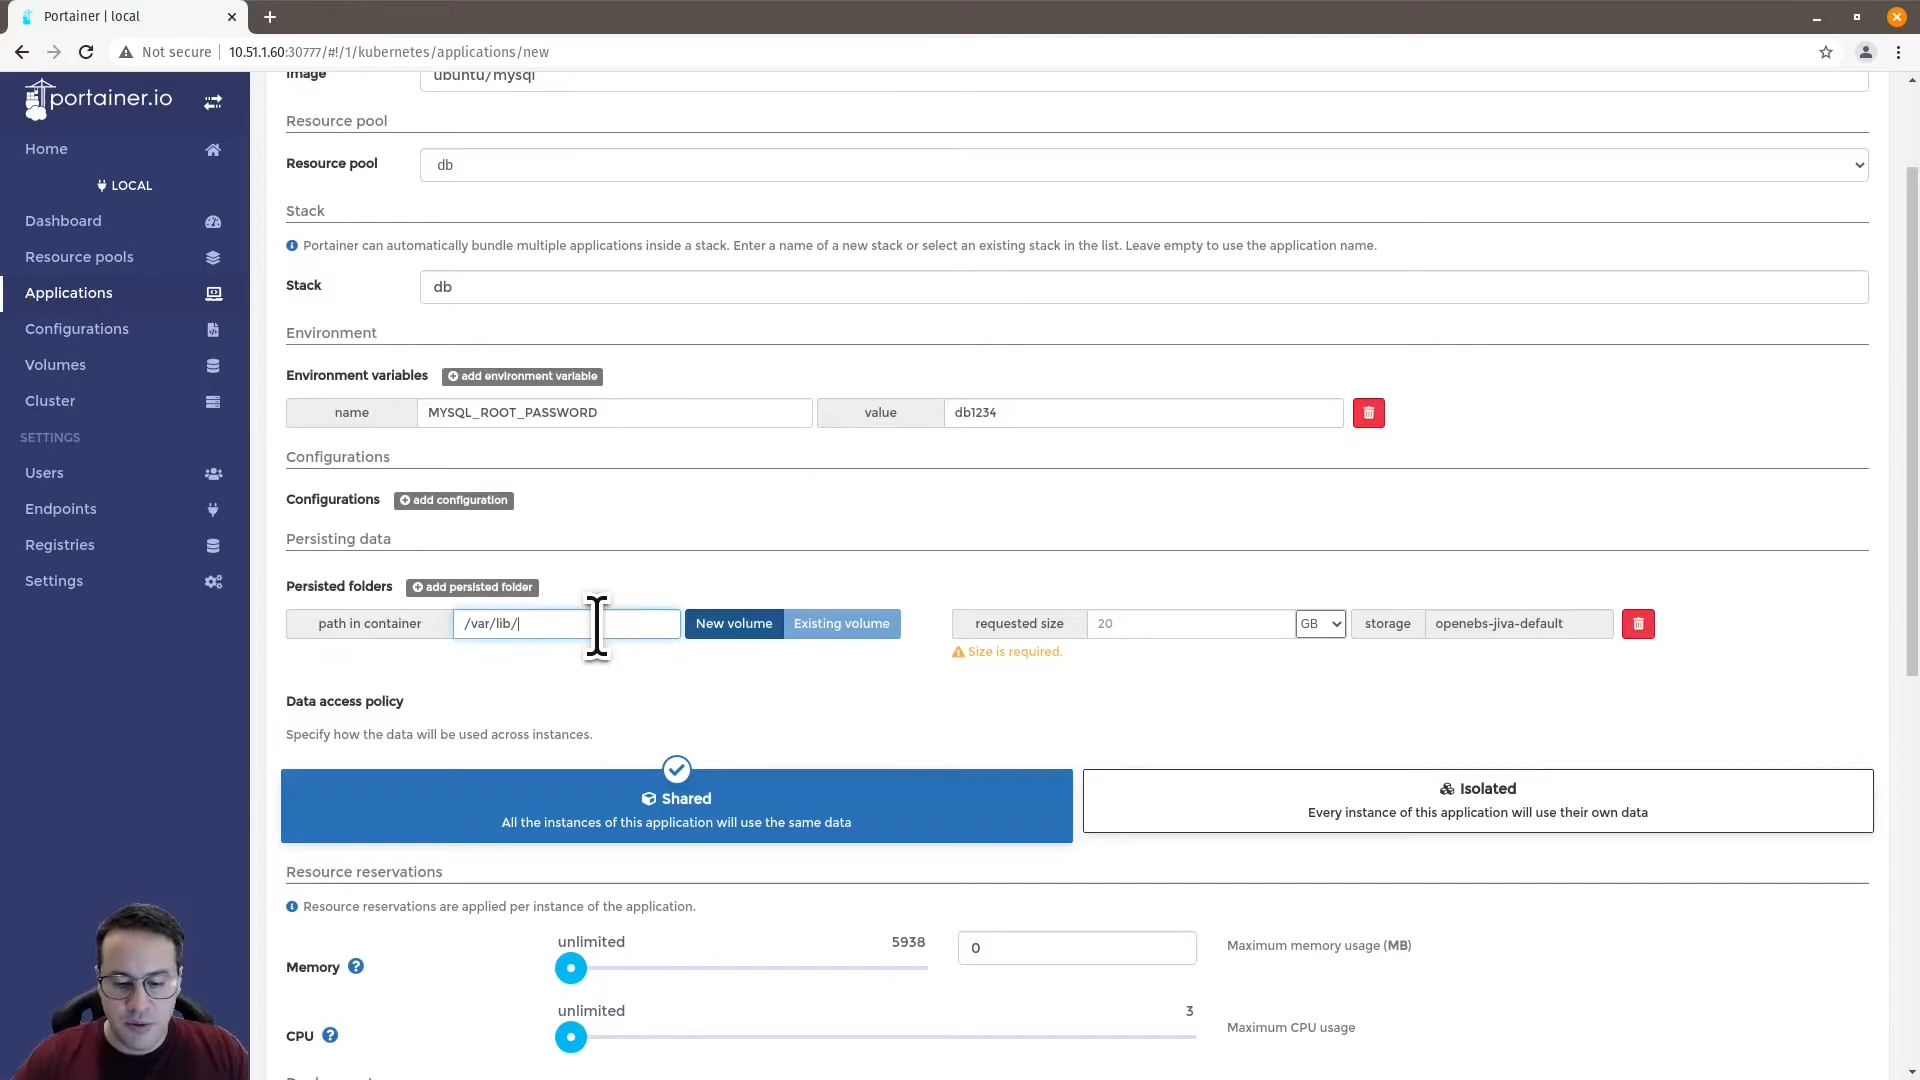 Portainer | local
Not secure
10.51.1.60:30777/#!/1/kubernetes/applications/new
portainer.io
Home
LOCAL
Dashboard
Resource pools
Applications
Configurations
Volumes
Cluster
SETTINGS
Users
Endpoints
Registries
Settings
Image ubuntu/mysql
Resource pool
Resource pool db
Stack
Portainer can automatically bundle multiple applications inside a stack. Enter a name of a new stack or select an existing stack in the list. Leave empty to use the application name.
Stack db
Environment
Environment variables add environment variable
name MYSQL_ROOT_PASSWORD value db1234
Configurations
Configurations add configuration
Persisting data
Persisted folders add persisted folder
path in container /var/lib/ New volume Existing volume requested size 20 GB storage openebs-jiva-default
Size is required.
Data access policy
Specify how the data will be used across instances.
Shared
All the instances of this application will use the same data
Isolated
Every instance of this application will use their own data
Resource reservations
Resource reservations are applied per instance of the application.
unlimited 5938
Memory 0 Maximum memory usage (MB)
unlimited 3
CPU Maximum CPU usage